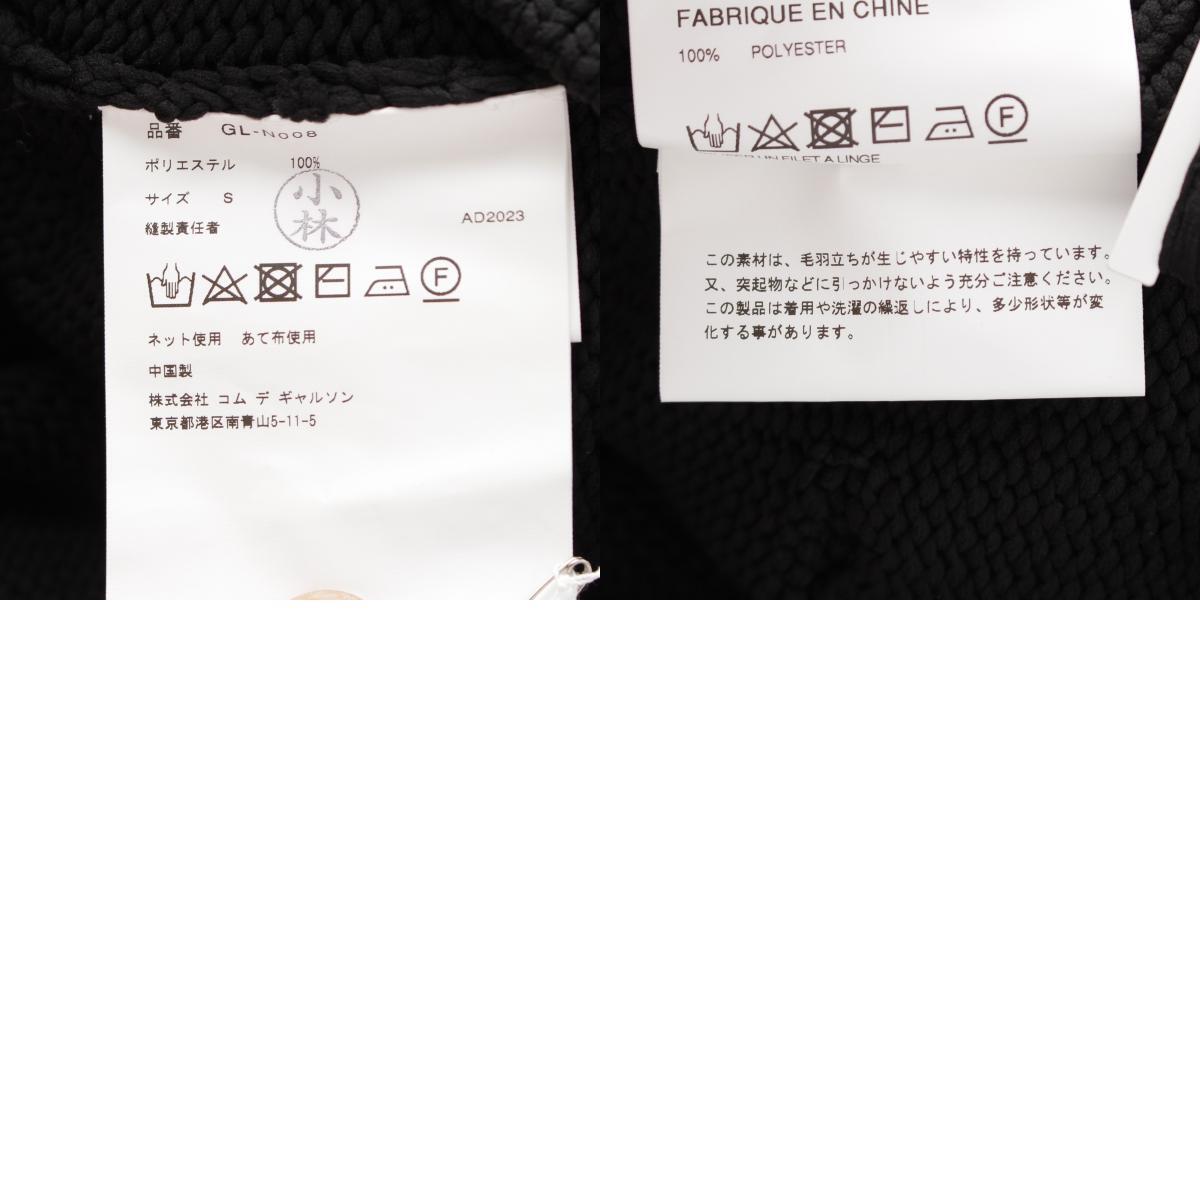 品番 GL-N008
ポリエステル 100%
サイズ S
縫製責任者
小林
AD2023
ネット使用 あて布使用
中国製
株式会社 コム デ ギャルソン
東京都港区南青山5-11-5
FABRIQUE EN CHINE
100% POLYESTER
F
UN FILET A LINGE
この素材は、毛羽立ちが生じやすい特性を持っています。
又、突起物などに引っかけないよう充分ご注意ください。
この製品は着用や洗濯の繰返しにより、多少形状等が変
化する事があります。